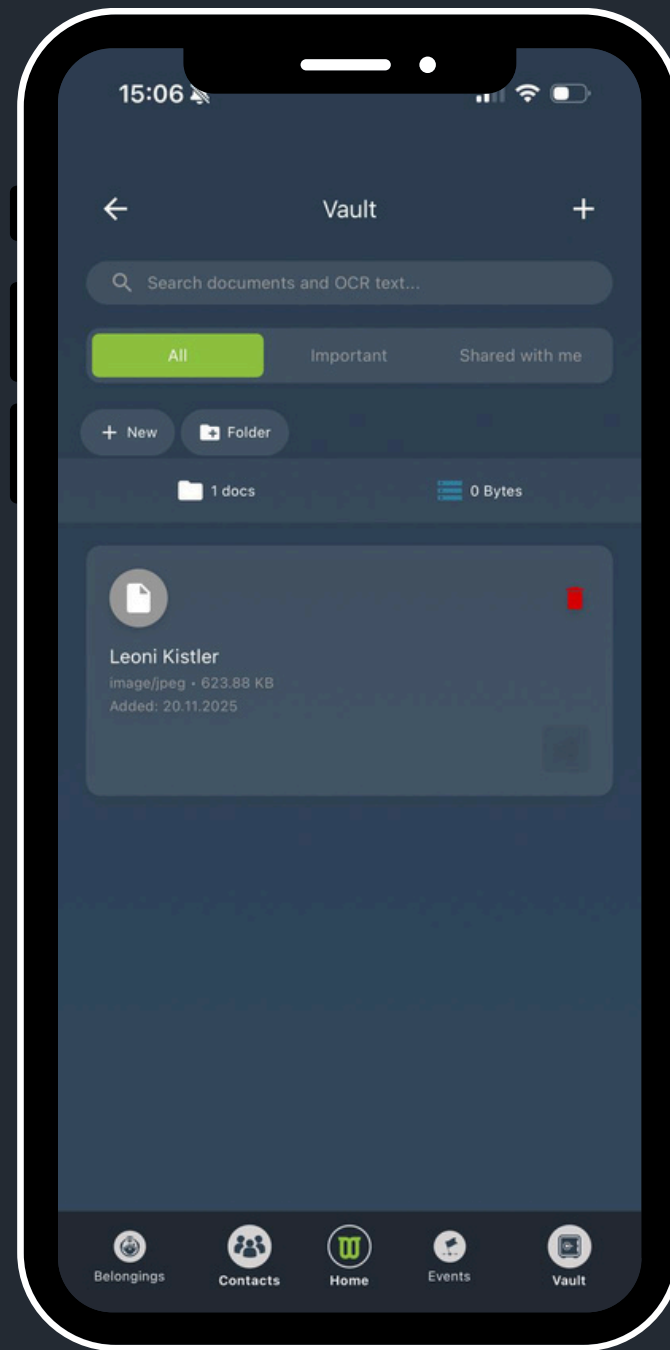 15:06
Vault
Search documents and OCR text...
All Important Shared with me
+ New Folder
1 docs 0 Bytes
Leoni Kistler
image/jpeg • 623.88 KB
Added: 20.11.2025
Belongings Contacts Home Events Vault